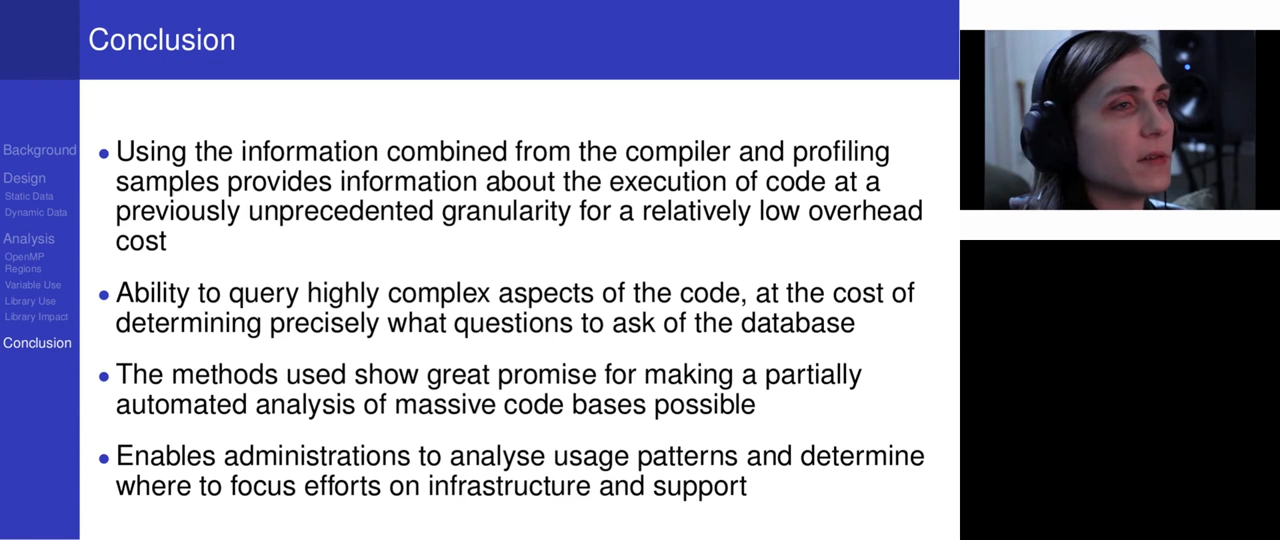 Conclusion
Background
Design
Static Data
Dynamic Data
Analysis
OpenMP
Regions
Variable Use
Library Use
Library Impact
Conclusion
Using the information combined from the compiler and profiling
samples provides information about the execution of code at a
previously unprecedented granularity for a relatively low overhead
cost
Ability to query highly complex aspects of the code, at the cost of
determining precisely what questions to ask of the database
The methods used show great promise for making a partially
automated analysis of massive code bases possible
Enables administrations to analyse usage patterns and determine
where to focus efforts on infrastructure and support